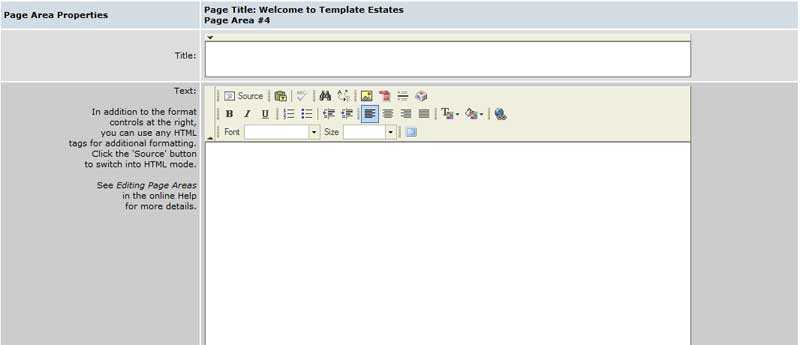 Page Area Properties
Page Title: Welcome to Template Estates
Page Area #4
Title:
Text:
Source
ABC
In addition to the format
controls at the right,
you can use any HTML
tags for additional formatting.
Click the 'Source' button
to switch into HTML mode.
B I U
Font
Size
See Editing Page Areas
in the online Help
for more details.